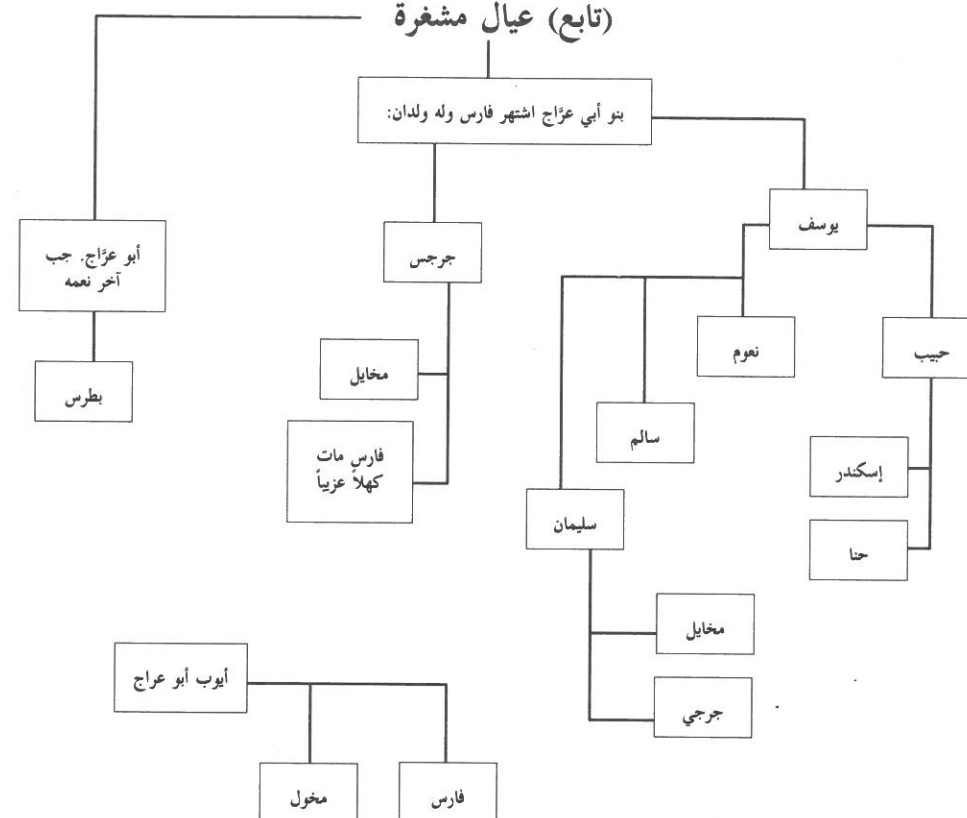 (تابع) عيال مشغرة
بنو أبي عرَّاج اشتهر فارس وله ولدان:
يوسف
جرجس
أبو عرَّاج. جب
آخر نعمه
حبيب
نعوم
مخايل
بطرس
سالم
فارس مات
كهلاً عزيباً
إسكندر
سليمان
حنا
مخايل
جرجي
أيوب أبو عراج
فارس
مخول